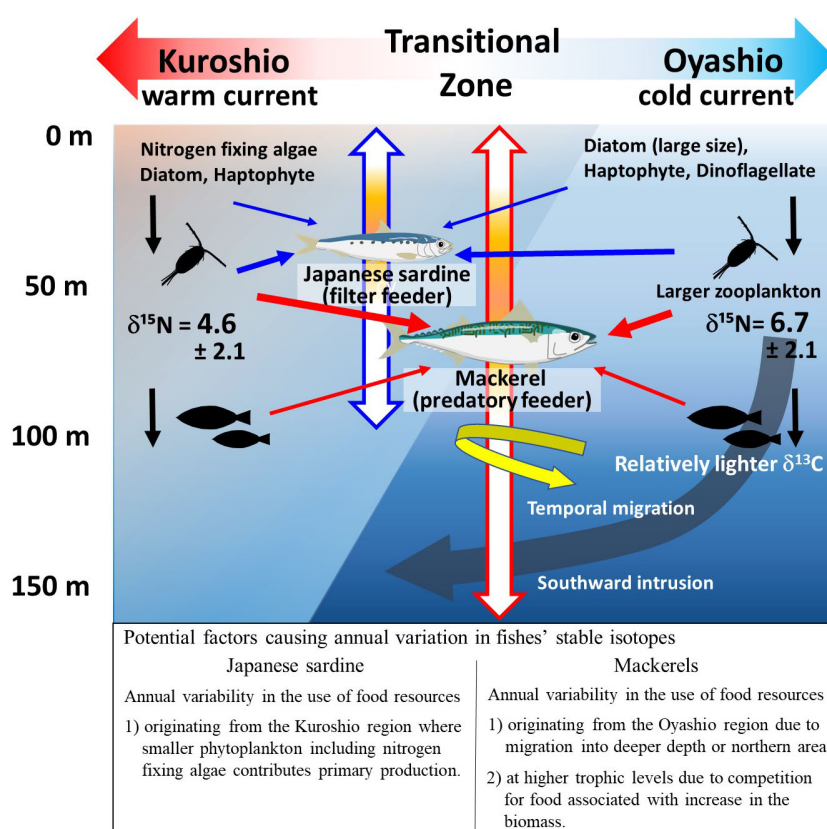 Kuroshio
warm current
Transitional
Zone
Oyashio
cold current
0 m
50 m
100 m
150 m
Nitrogen fixing algae
Diatom, Haptophyte
Diatom (large size),
Haptophyte, Dinoflagellate
Japanese sardine
(filter feeder)
Larger zooplankton
δ¹⁵N = 4.6
± 2.1
δ¹⁵N= 6.7
± 2.1
Mackerel
(predatory feeder)
Relatively lighter δ¹³C
Temporal migration
Southward intrusion
Potential factors causing annual variation in fishes’ stable isotopes
Japanese sardine
Annual variability in the use of food resources
1) originating from the Kuroshio region where
smaller phytoplankton including nitrogen
fixing algae contributes primary production.
Mackerels
Annual variability in the use of food resources
1) originating from the Oyashio region due to
migration into deeper depth or northern area
2) at higher trophic levels due to competition
for food associated with increase in the
biomass.